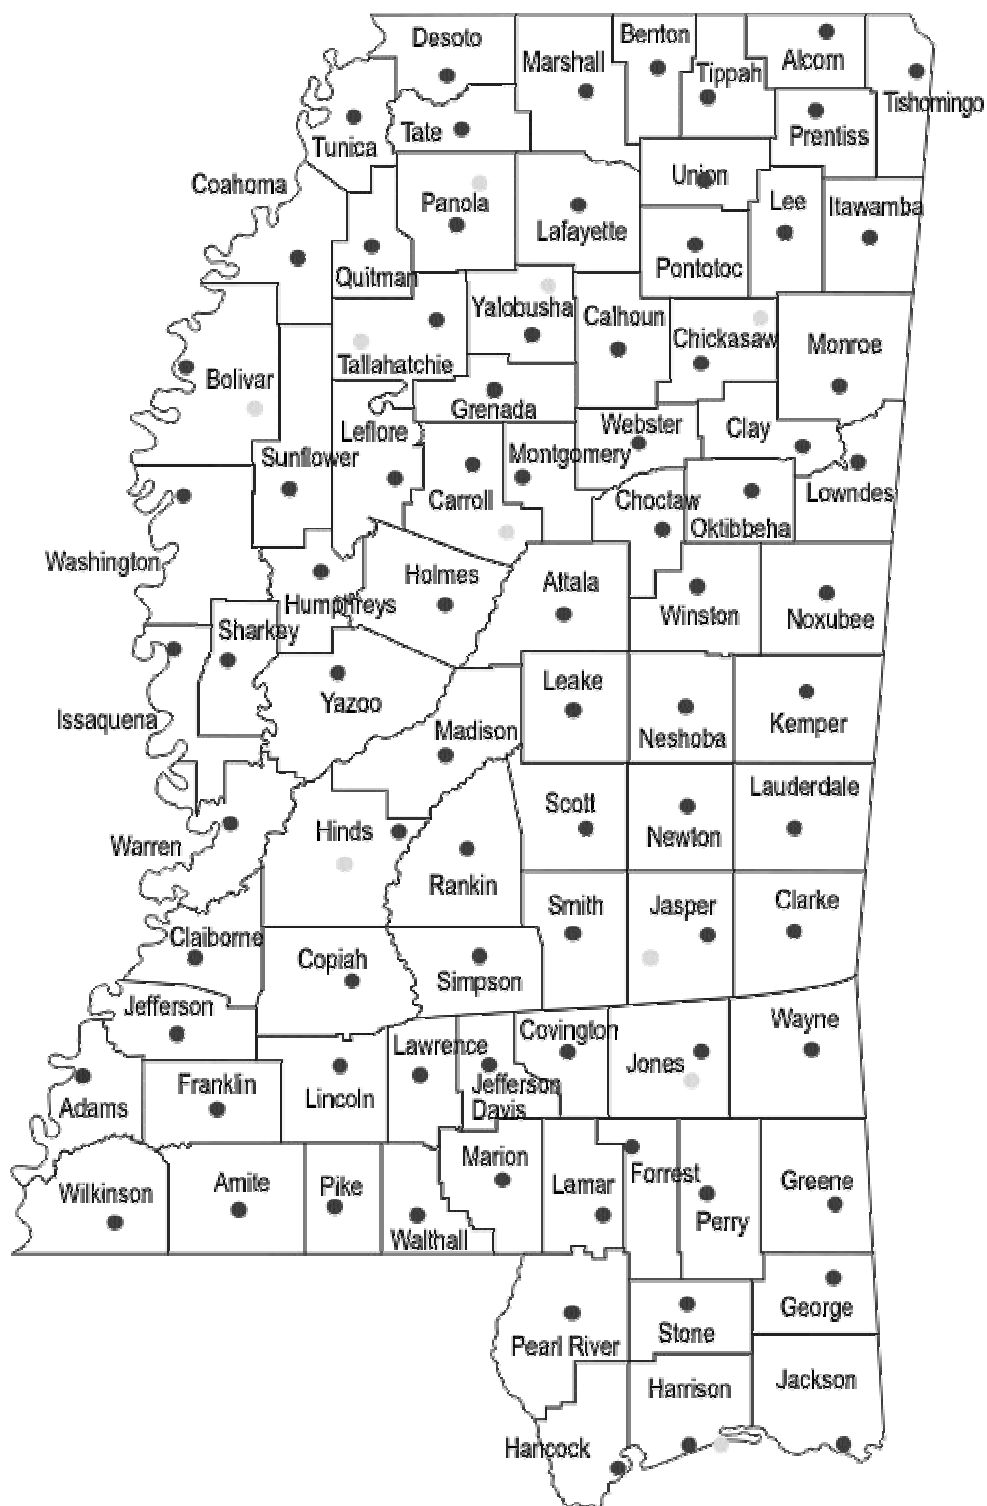 Desoto
Benton
Marshall
Alcorn
Tippah
Tishomingo
Tate
Tunica
Prentiss
Coahoma
Union
Lee
Itawamba
Panola
Lafayette
Pontotoc
Quitman
Yalobusha
Calhoun
Chickasaw
Monroe
Tallahatchie
Bolivar
Grenada
Leflore
Webster
Clay
Sunflower
Montgomery
Carroll
Choctaw
Lowndes
Oktibbeha
Washington
Holmes
Attala
Humphreys
Winston
Noxubee
Sharkey
Leake
Yazoo
Issaquena
Madison
Neshoba
Kemper
Lauderdale
Scott
Hinds
Newton
Warren
Rankin
Smith
Jasper
Clarke
Claiborne
Copiah
Simpson
Jefferson
Wayne
Covington
Lawrence
Jones
Franklin
Jefferson
Davis
Lincoln
Adams
Marion
Forrest
Greene
Amite
Pike
Lamar
Wilkinson
Perry
Walthall
George
Stone
Pearl River
Jackson
Harrison
Hancock